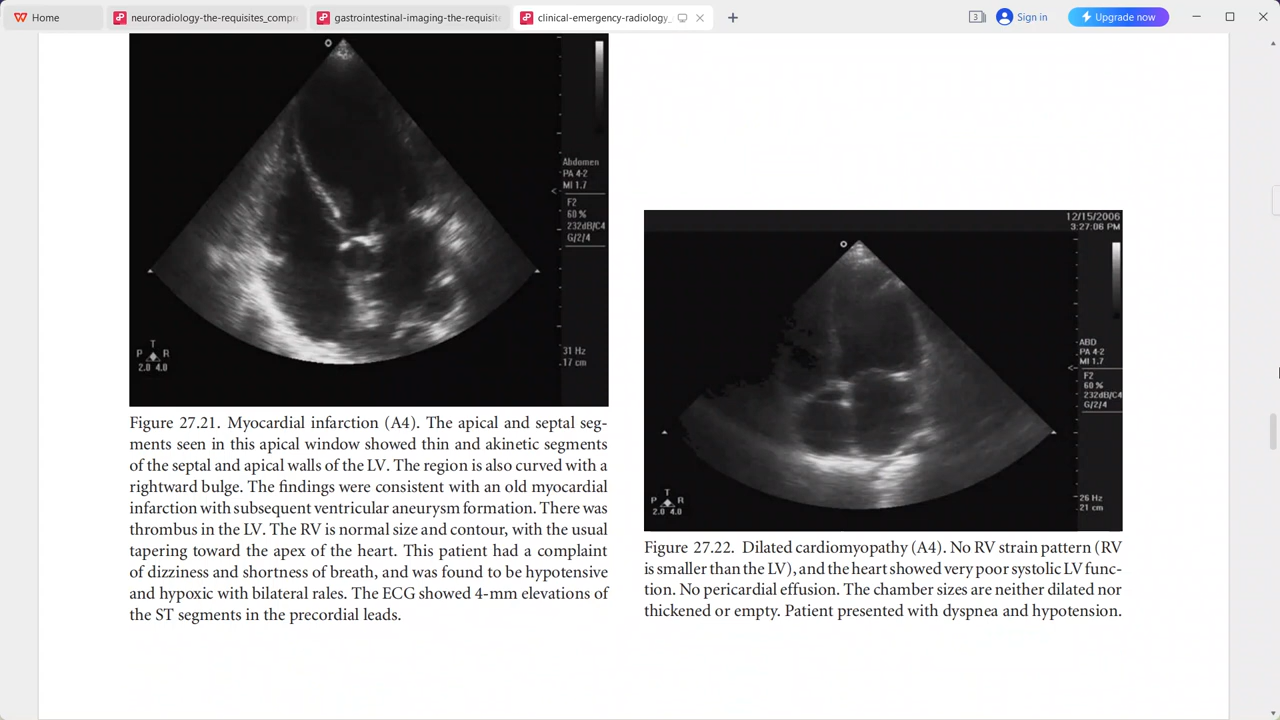 Home
neuroradiology-the-requisites_compr
gastrointestinal-imaging-the-requisite
clinical-emergency-radiology_
3
Sign in
Upgrade now
Abdomen
PA 4-2
MI 1.7
F2
60 %
232dB/C4
G/2/4
T
P R
2.0 4.0
31 Hz
17 cm
Figure 27.21. Myocardial infarction (A4). The apical and septal seg-
ments seen in this apical window showed thin and akinetic segments
of the septal and apical walls of the LV. The region is also curved with a
rightward bulge. The findings were consistent with an old myocardial
infarction with subsequent ventricular aneurysm formation. There was
thrombus in the LV. The RV is normal size and contour, with the usual
tapering toward the apex of the heart. This patient had a complaint
of dizziness and shortness of breath, and was found to be hypotensive
and hypoxic with bilateral rales. The ECG showed 4-mm elevations of
the ST segments in the precordial leads.
12/15/2006
3:27:06 PM
ABD
PA 4-2
MI 1.7
F2
60 %
232dB/C4
G/2/4
T
P R
2.0 4.0
26 Hz
21 cm
Figure 27.22. Dilated cardiomyopathy (A4). No RV strain pattern (RV
is smaller than the LV), and the heart showed very poor systolic LV func-
tion. No pericardial effusion. The chamber sizes are neither dilated nor
thickened or empty. Patient presented with dyspnea and hypotension.